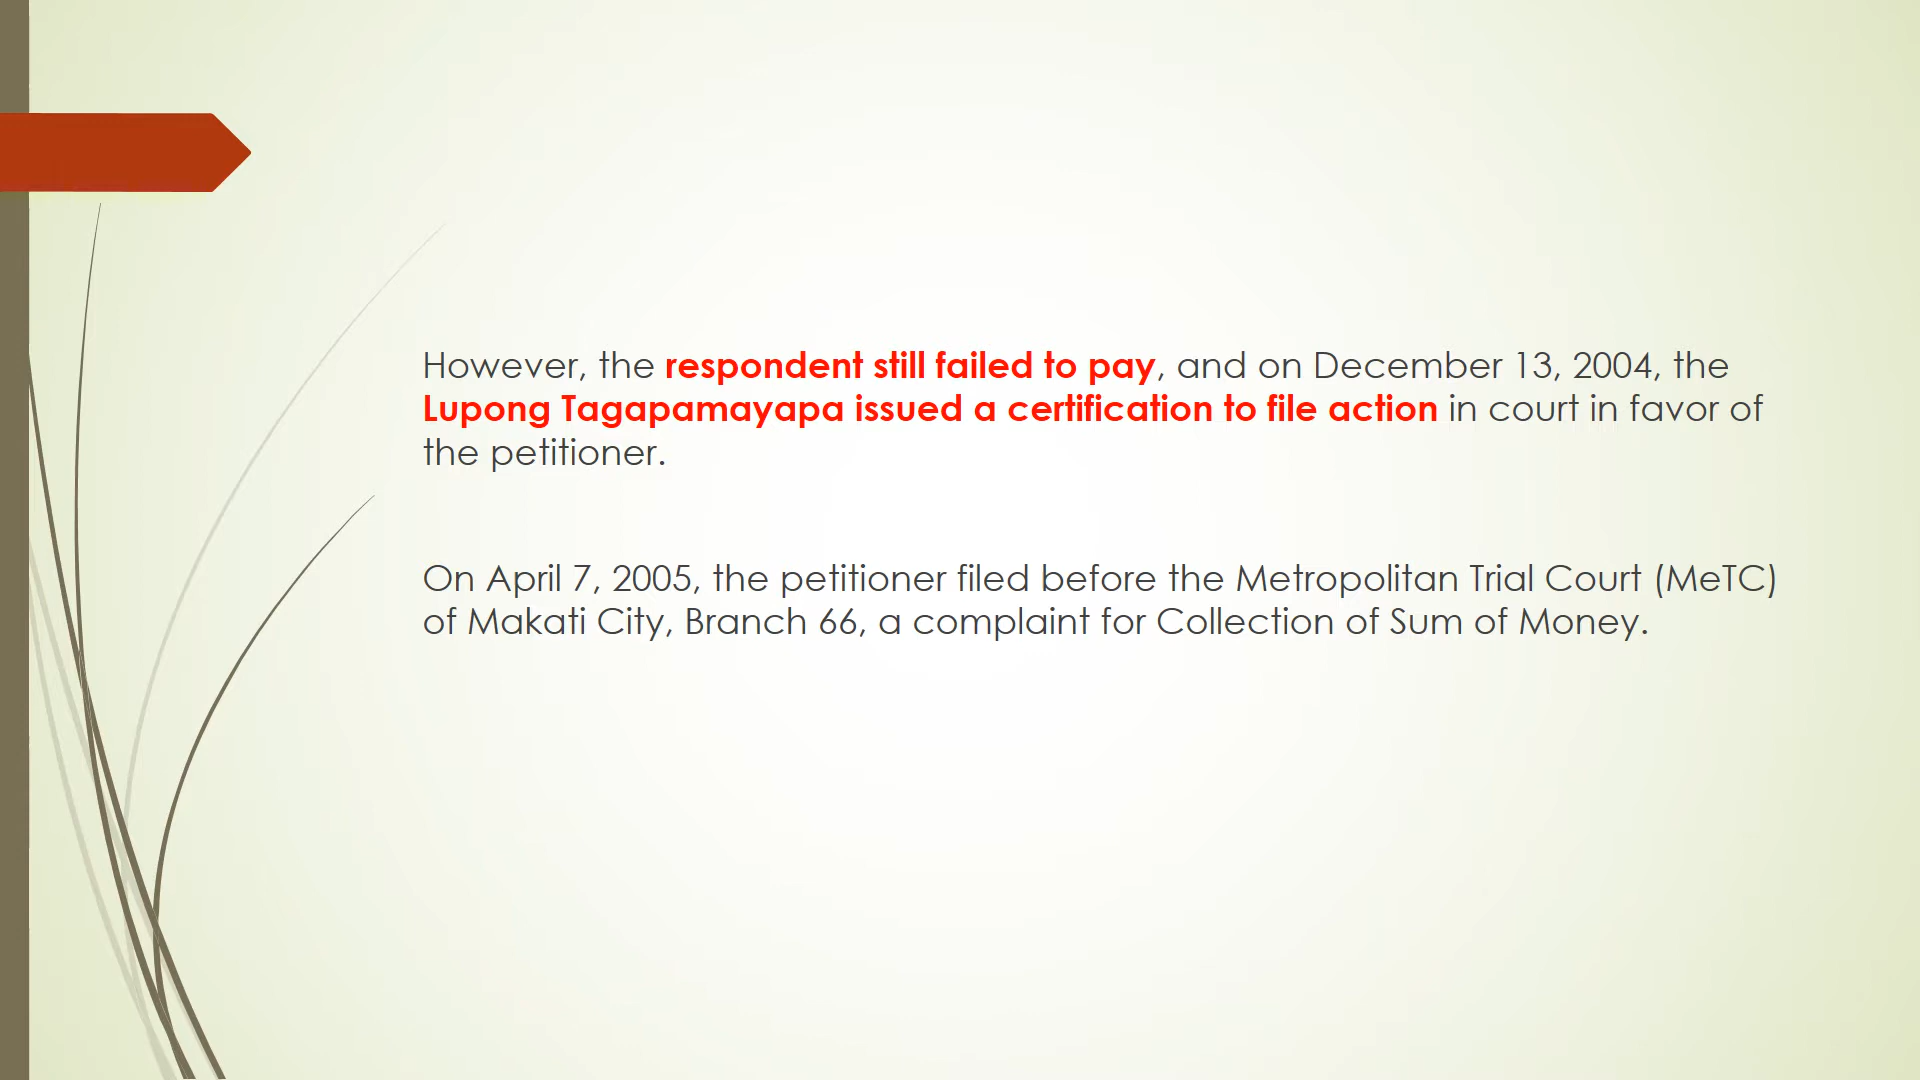 However, the respondent still failed to pay, and on December 13, 2004, the
Lupong Tagapamayapa issued a certification to file action in court in favor of
the petitioner.
On April 7, 2005, the petitioner filed before the Metropolitan Trial Court (MeTC)
of Makati City, Branch 66, a complaint for Collection of Sum of Money.